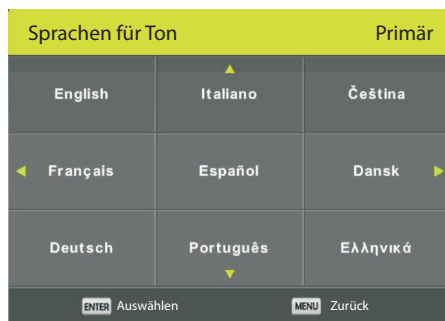 Sprachen für Ton Primär
English Italiano Čeština
Français Español Dansk
Deutsch Português Ελληνικά
ENTER Auswählen MENU Zurück